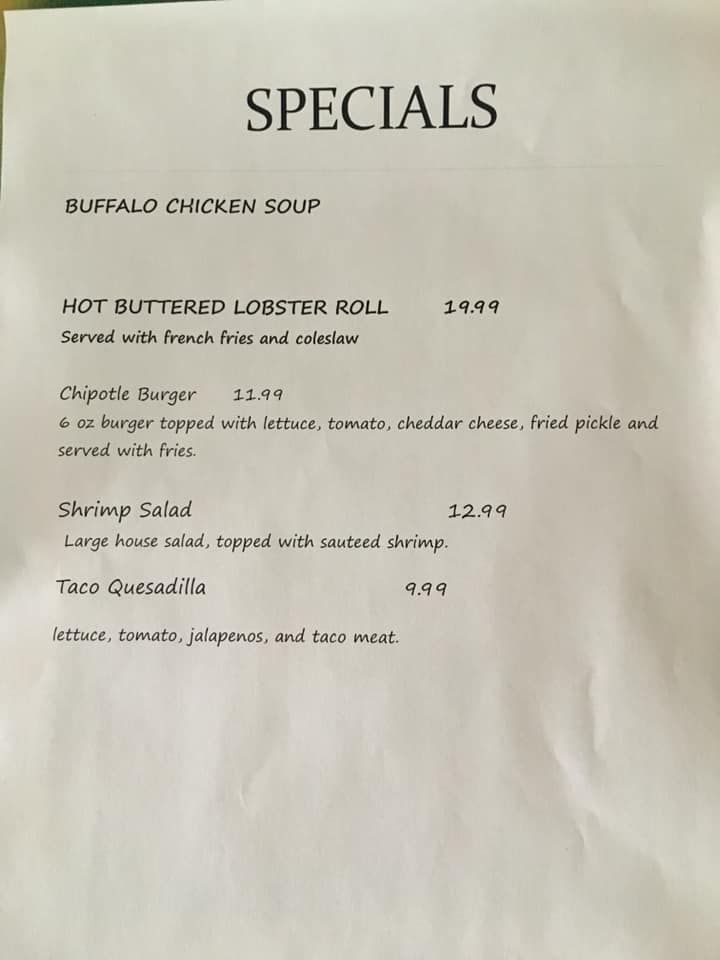 SPECIALS
BUFFALO CHICKEN SOUP
HOT BUTTERED LOBSTER ROLL 19.99
Served with french fries and coleslaw
Chipotle Burger 11.99
6 oz burger topped with lettuce, tomato, cheddar cheese, fried pickle and
served with fries.
Shrimp Salad 12.99
Large house salad, topped with sauteed shrimp.
Taco Quesadilla 9.99
lettuce, tomato, jalapenos, and taco meat.